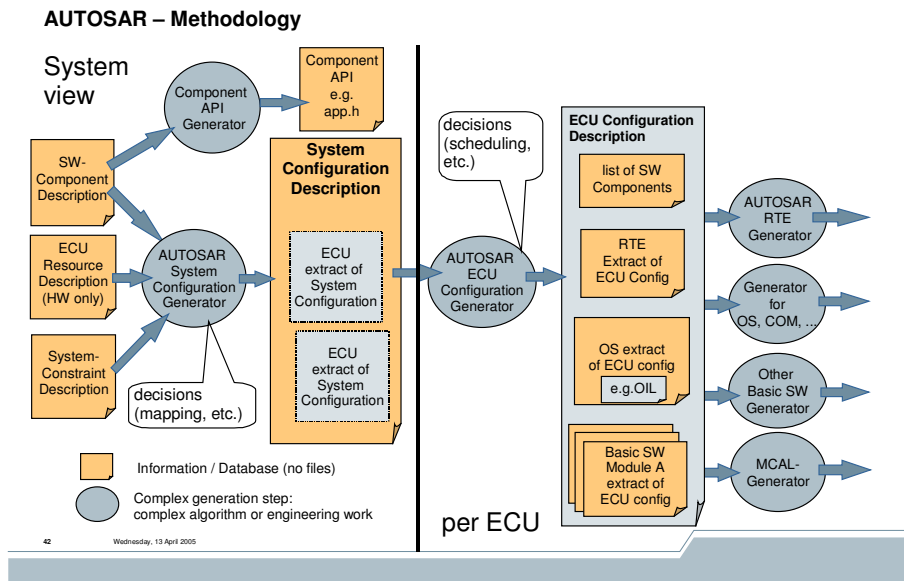 AUTOSAR – Methodology
System
view
Component
API
Generator
Component
API
e.g.
app.h
SW-
Component
Description
ECU
Resource
Description
(HW only)
System-
Constraint
Description
AUTOSAR
System
Configuration
Generator
decisions
(mapping, etc.)
System
Configuration
Description
ECU
extract of
System
Configuration
ECU
extract of
System
Configuration
decisions
(scheduling,
etc.)
AUTOSAR
ECU
Configuration
Generator
ECU Configuration
Description
list of SW
Components
RTE
Extract of
ECU Config
OS extract
of ECU config
e.g.OIL
Basic SW
Module A
extract of
ECU config
AUTOSAR
RTE
Generator
Generator
for
OS, COM, ...
Other
Basic SW
Generator
MCAL-
Generator
Information / Database (no files)
Complex generation step:
complex algorithm or engineering work
per ECU
42
Wednesday, 13 April 2005